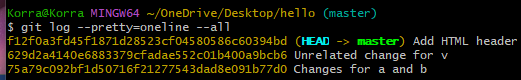 Korra@Korra MINGW64 ~/OneDrive/Desktop/hello (master)
$ git log --pretty=oneline --all
f12f0a3fd45f1871d28523cf04580586c60394bd (HEAD -> master) Add HTML header
629d2a4140e6883379cfadae552c01b400a9bcb6 Unrelated change for v
75a79c092bf1d50716f21277543dad8e091b77d0 Changes for a and b